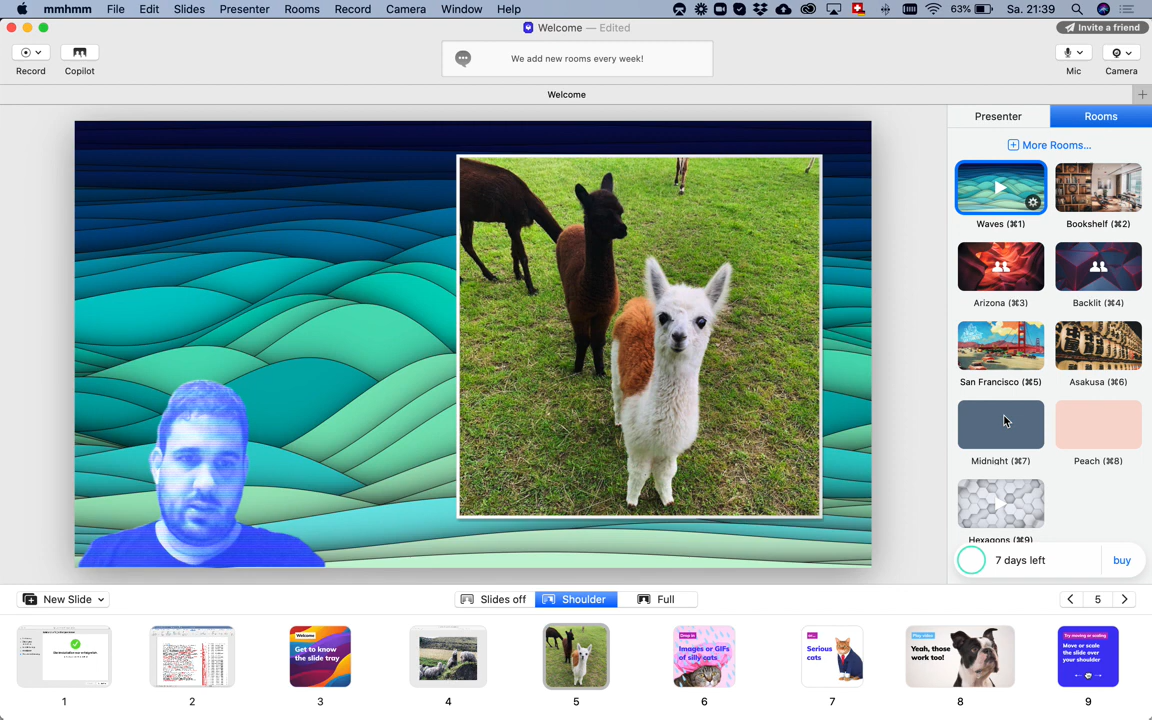 mmhmm File Edit Slides Presenter Rooms Record Camera Window Help 63% Sa. 21:39
Welcome — Edited
Invite a friend
We add new rooms every week!
Record Copilot Mic Camera
Welcome
Presenter Rooms
More Rooms...
Waves (⌘1) Bookshelf (⌘2)
Arizona (⌘3) Backlit (⌘4)
San Francisco (⌘5) Asakusa (⌘6)
Midnight (⌘7) Peach (⌘8)
Hexagons (⌘9)
7 days left buy
New Slide Slides off Shoulder Full 5
Welcome
Get to know
the slide tray
Drop in
Images or GIFs
of silly cats
Serious
cats
Play video
Yeah, those
work too!
Try moving or scaling
Move or scale
the slide over
your shoulder
1 2 3 4 5 6 7 8 9